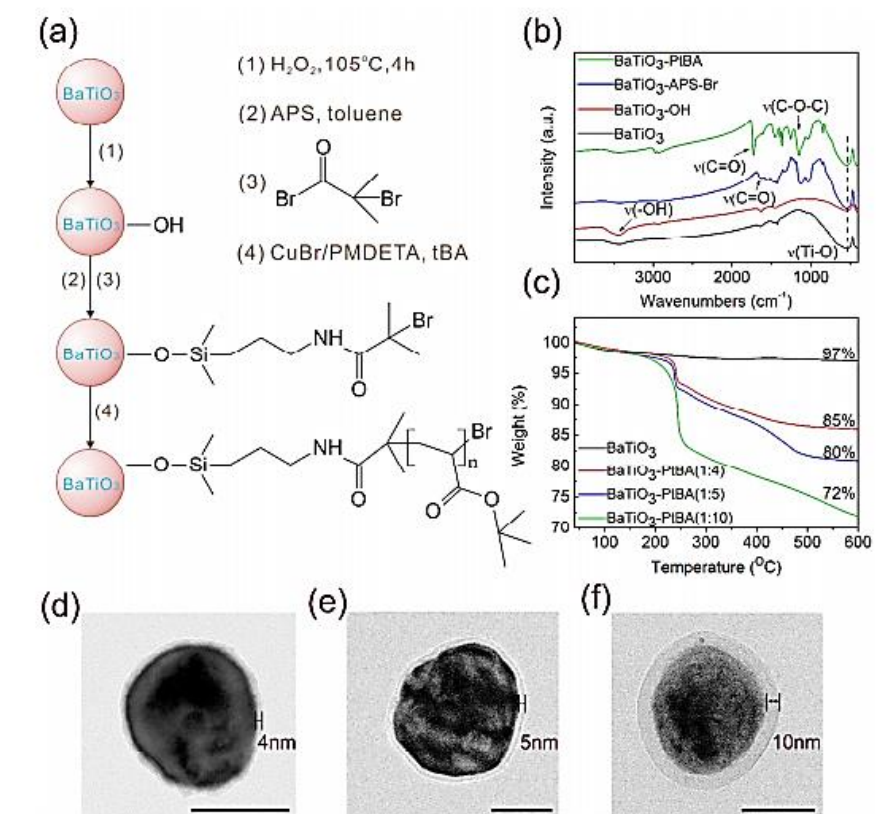 (a)
BaTiO3
(1)
BaTiO3
OH
(2) (3)
BaTiO3
O
Si
NH
O
Br
(4)
BaTiO3
O
Si
NH
O
Br
n
O
O
(1) H2O2,105°C,4h
(2) APS, toluene
(3)
O
Br
Br
(4) CuBr/PMDETA, tBA
(b)
BaTiO3-PtBA
BaTiO3-APS-Br
BaTiO3-OH
BaTiO3
ν(C-O-C)
ν(C=O)
ν(C=O)
ν(-OH)
ν(Ti-O)
Intensity (a.u.)
3000 2000 1000
Wavenumbers (cm-1)
(c)
100
95
90
85
80
75
70
Weight (%)
97%
85%
80%
72%
BaTiO3
BaTiO3-PtBA(1:4)
BaTiO3-PtBA(1:5)
BaTiO3-PtBA(1:10)
100 200 300 400 500 600
Temperature (OC)
(d)
4nm
(e)
5nm
(f)
10nm